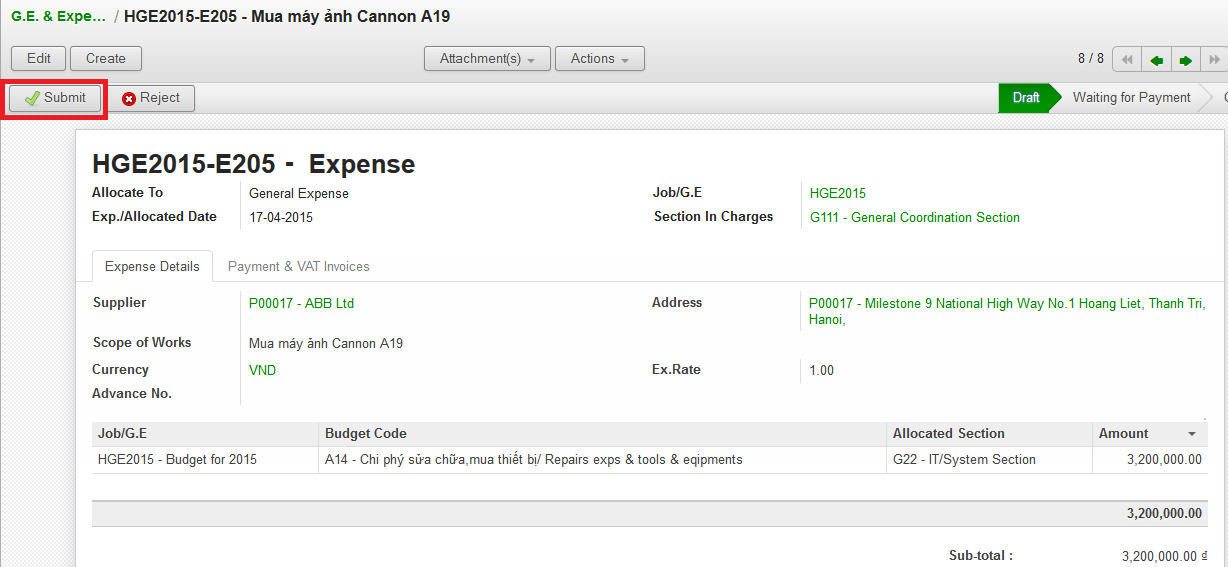 G.E. & Expe... / HGE2015-E205 - Mua máy ảnh Cannon A19
Edit Create Attachment(s) Actions 8 / 8
Submit Reject Draft Waiting for Payment
HGE2015-E205 - Expense
Allocate To General Expense Job/G.E HGE2015
Exp./Allocated Date 17-04-2015 Section In Charges G111 - General Coordination Section
Expense Details Payment & VAT Invoices
Supplier P00017 - ABB Ltd Address P00017 - Milestone 9 National High Way No.1 Hoang Liet, Thanh Tri,
Hanoi,
Scope of Works Mua máy ảnh Cannon A19
Currency VND Ex.Rate 1.00
Advance No.
Job/G.E Budget Code Allocated Section Amount
HGE2015 - Budget for 2015 A14 - Chi phý sửa chữa,mua thiết bị/ Repairs exps & tools & eqipments G22 - IT/System Section 3,200,000.00
3,200,000.00
Sub-total : 3,200,000.00 ₫